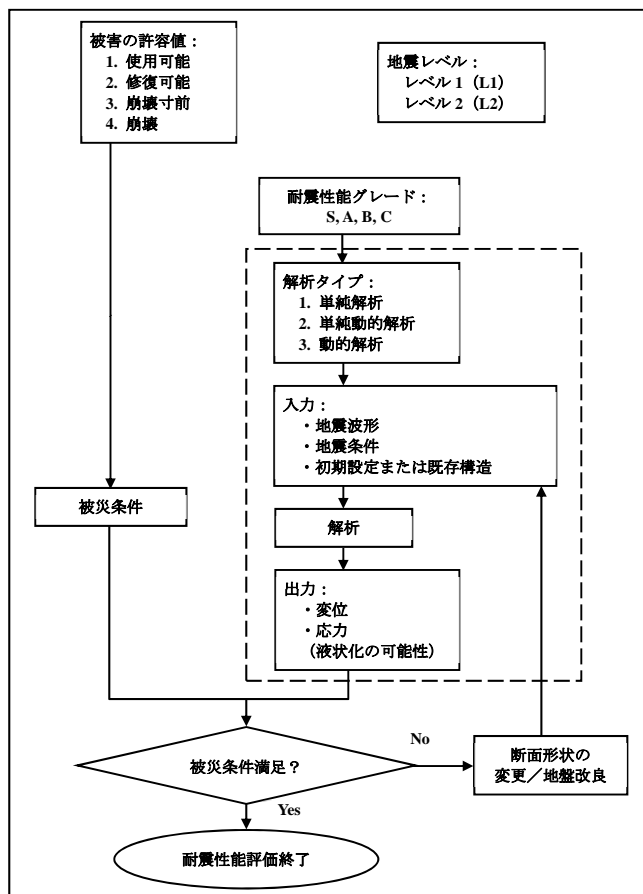 被害の許容値：
1. 使用可能
2. 修復可能
3. 崩壊寸前
4. 崩壊
地震レベル：
レベル 1（L1）
レベル 2（L2）
耐震性能グレード：
S, A, B, C
解析タイプ：
1. 単純解析
2. 単純動的解析
3. 動的解析
入力：
・地震波形
・地震条件
・初期設定または既存構造
被災条件
解析
出力：
・変位
・応力
（液状化の可能性）
被災条件満足？
No
断面形状の
変更／地盤改良
Yes
耐震性能評価終了